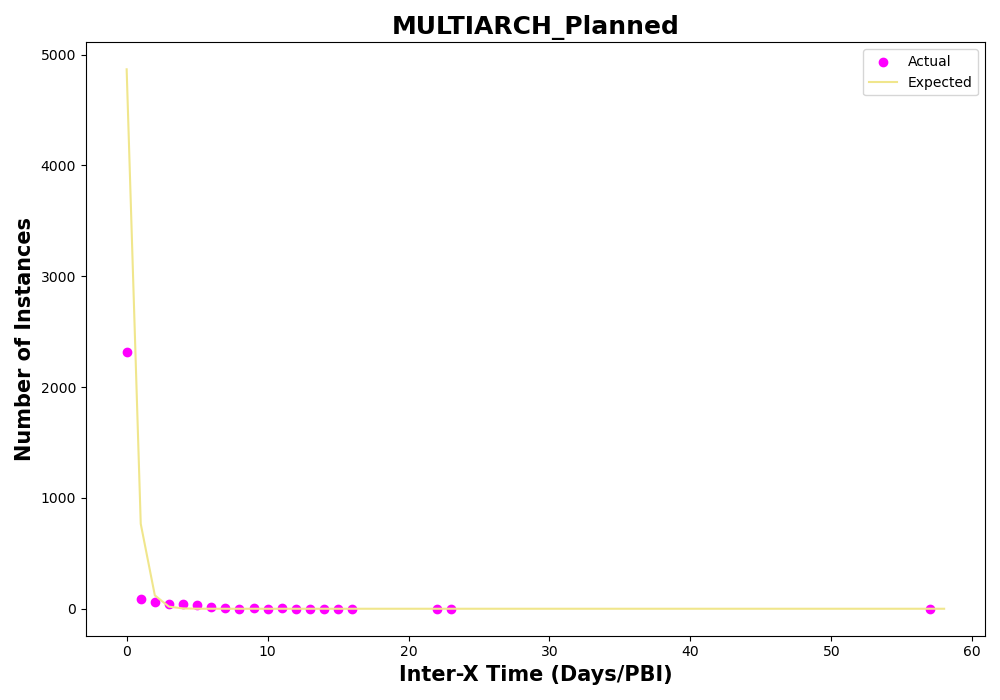 MULTIARCH_Planned
Actual
Expected
5000
4000
3000
2000
1000
0
Number of Instances
0 10 20 30 40 50 60
Inter-X Time (Days/PBI)